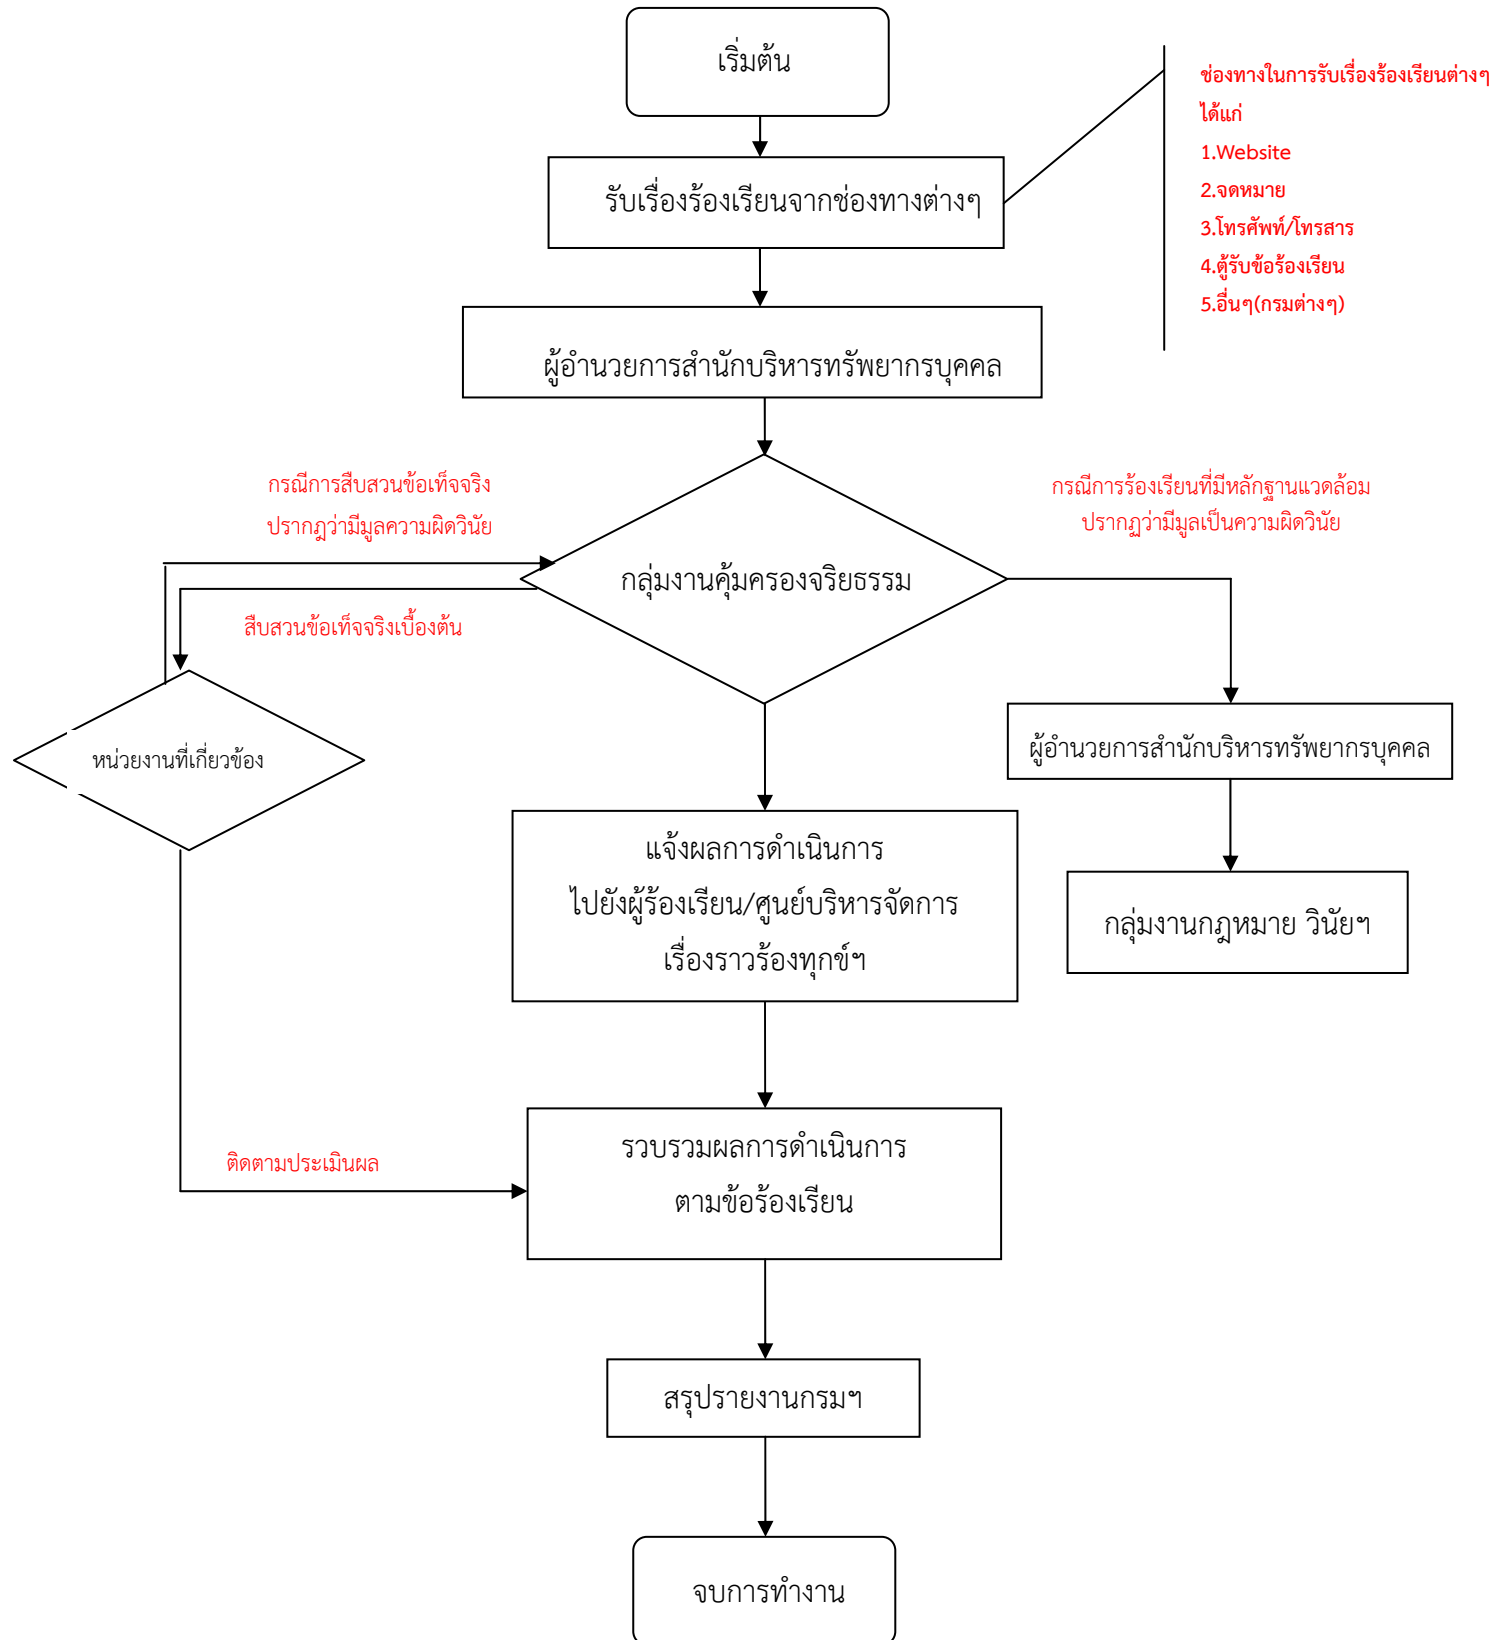 เริ่มต้น
ช่องทางในการรับเรื่องร้องเรียนต่างๆ
ได้แก่
1.Website
2.จดหมาย
3.โทรศัพท์/โทรสาร
4.ตู้รับข้อร้องเรียน
5.อื่นๆ(กรมต่างๆ)
รับเรื่องร้องเรียนจากช่องทางต่างๆ
ผู้อำนวยการสำนักบริหารทรัพยากรบุคคล
กรณีการสืบสวนข้อเท็จจริง
ปรากฎว่ามีมูลความผิดวินัย
กรณีการร้องเรียนที่มีหลักฐานแวดล้อม
ปรากฏว่ามีมูลเป็นความผิดวินัย
กลุ่มงานคุ้มครองจริยธรรม
สืบสวนข้อเท็จจริงเบื้องต้น
หน่วยงานที่เกี่ยวข้อง
ผู้อำนวยการสำนักบริหารทรัพยากรบุคคล
แจ้งผลการดำเนินการ
ไปยังผู้ร้องเรียน/ศูนย์บริหารจัดการ
เรื่องราวร้องทุกข์ฯ
กลุ่มงานกฎหมาย วินัยฯ
ติดตามประเมินผล
รวบรวมผลการดำเนินการ
ตามข้อร้องเรียน
สรุปรายงานกรมฯ
จบการทำงาน